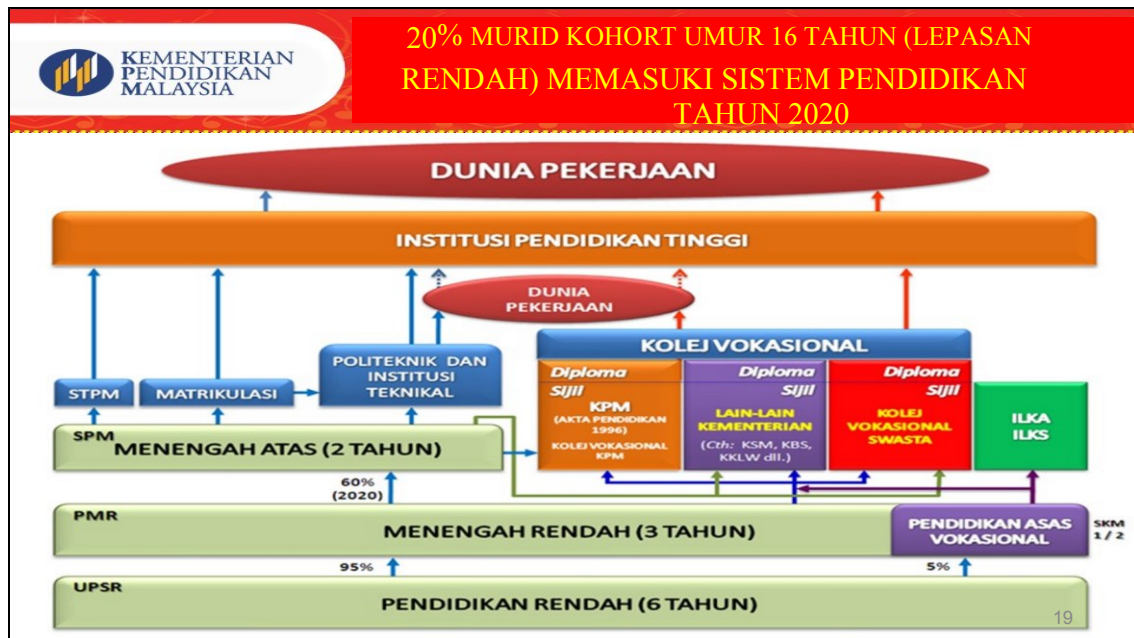 KEMENTERIAN
PENDIDIKAN
MALAYSIA
20% MURID KOHORT UMUR 16 TAHUN (LEPASAN
RENDAH) MEMASUKI SISTEM PENDIDIKAN
TAHUN 2020
DUNIA PEKERJAAN
INSTITUSI PENDIDIKAN TINGGI
DUNIA
PEKERJAAN
KOLEJ VOKASIONAL
STPM
MATRIKULASI
POLITEKNIK DAN
INSTITUSI
TEKNIKAL
Diploma
Sijil
KPM
(AKTA PENDIDIKAN
1996)
KOLEJ VOKASIONAL
KPM
Diploma
Sijil
LAIN-LAIN
KEMENTERIAN
(Cth: KSM, KBS,
KKLW dll.)
Diploma
Sijil
KOLEJ
VOKASIONAL
SWASTA
ILKA
ILKS
SPM
MENENGAH ATAS (2 TAHUN)
60%
(2020)
PMR
MENENGAH RENDAH (3 TAHUN)
PENDIDIKAN ASAS
VOKASIONAL
SKM
1 / 2
95%
5%
UPSR
PENDIDIKAN RENDAH (6 TAHUN)
19